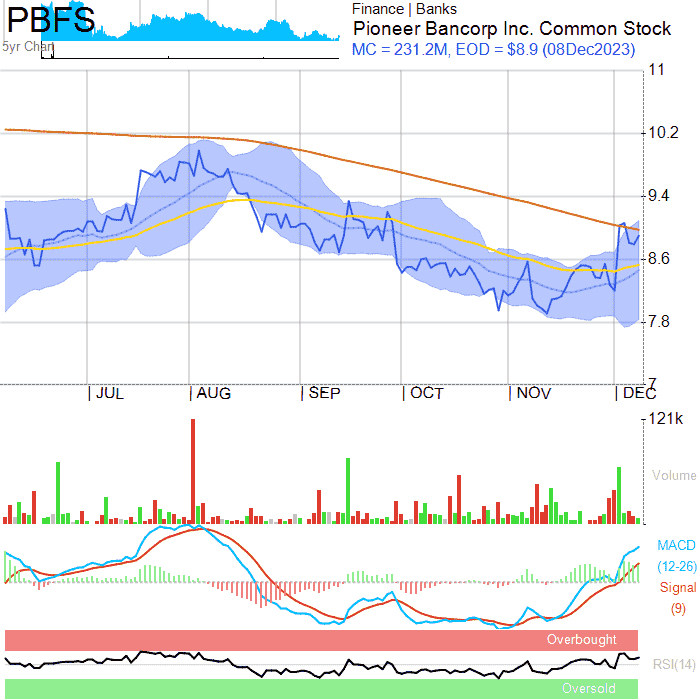 PBFS
5yr Chart
Finance | Banks
Pioneer Bancorp Inc. Common Stock
MC = 231.2M, EOD = $8.9 (08Dec2023)
11
10.2
9.4
8.6
7.8
7
JUL AUG SEP OCT NOV DEC
121k
Volume
MACD
(12-26)
Signal
(9)
Overbought
RSI(14)
Oversold